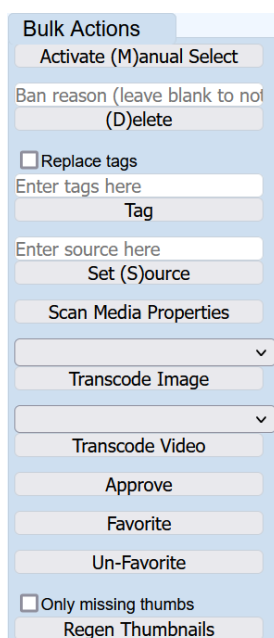 Bulk Actions
Activate (M)anual Select
Ban reason (leave blank to not
(D)elete
Replace tags
Enter tags here
Tag
Enter source here
Set (S)ource
Scan Media Properties
Transcode Image
Transcode Video
Approve
Favorite
Un-Favorite
Only missing thumbs
Regen Thumbnails